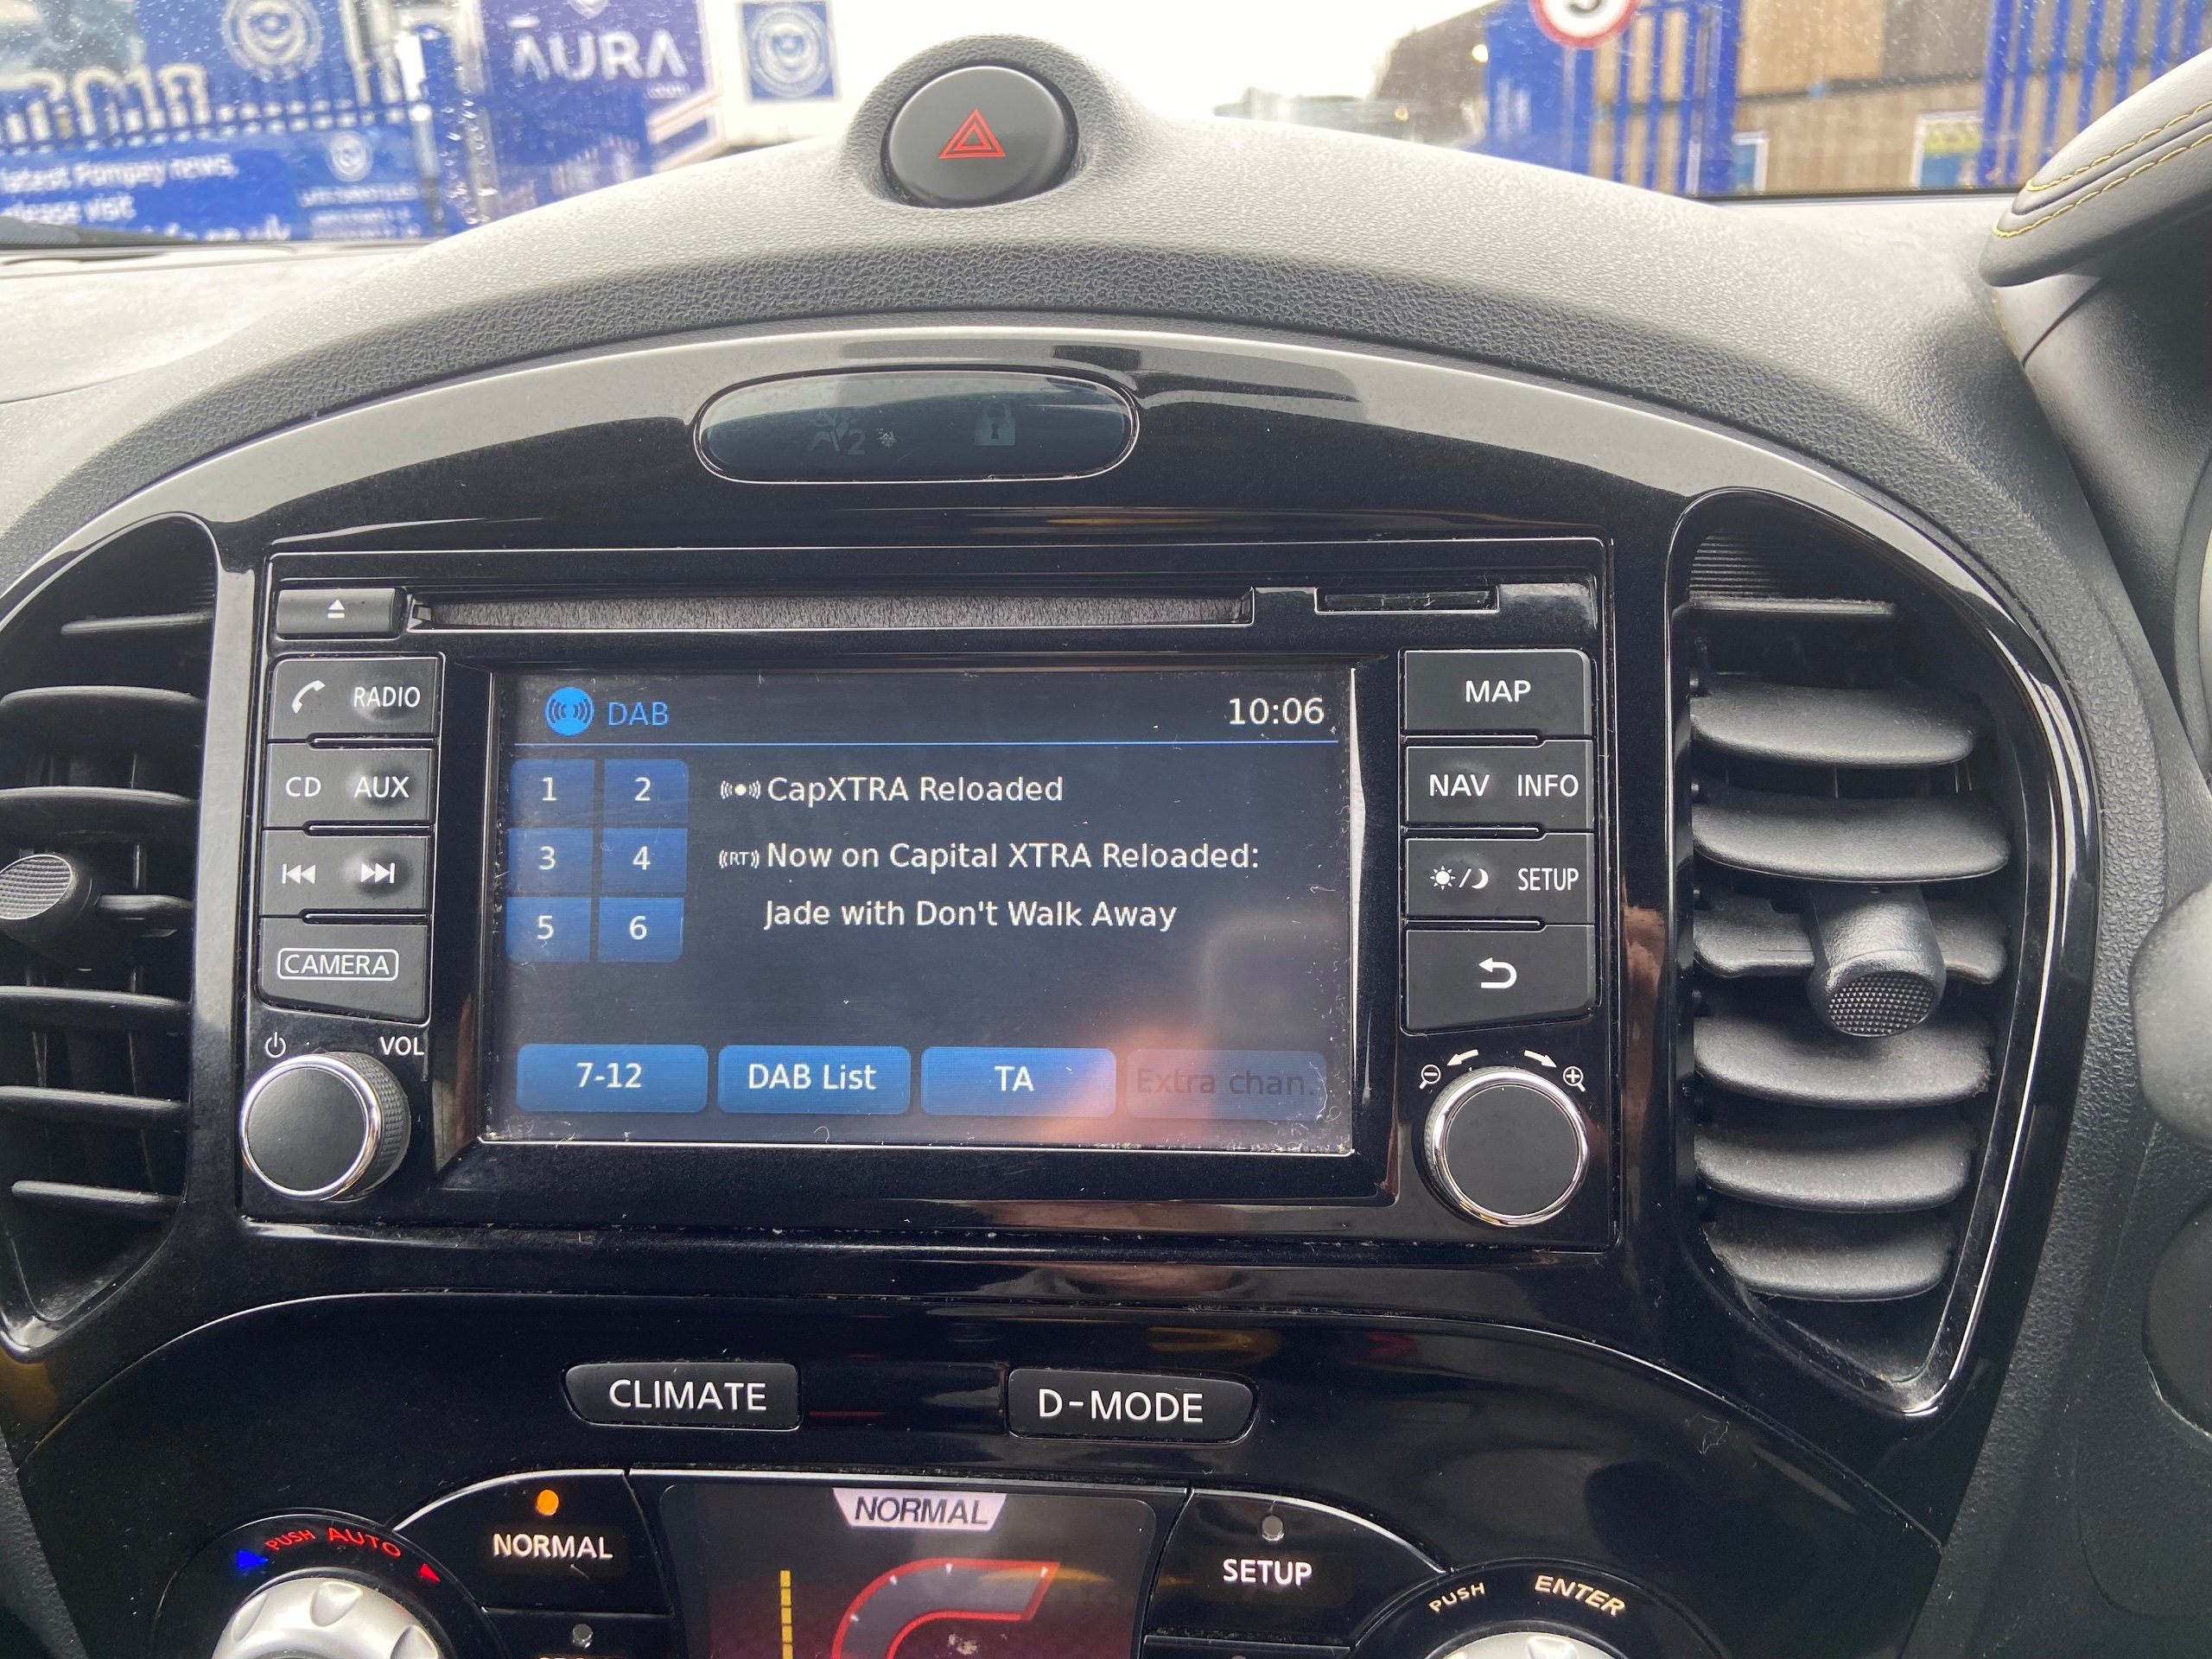 AURA
latest Pompey news,
please visit
2
RADIO
CD AUX
CAMERA
VOL
DAB
10:06
1 2
3 4
5 6
CapXTRA Reloaded
(RT) Now on Capital XTRA Reloaded:
Jade with Don't Walk Away
7-12
DAB List
TA
Extra chan.
MAP
NAV INFO
SETUP
CLIMATE
D-MODE
PUSH AUTO
NORMAL
NORMAL
SETUP
PUSH ENTER